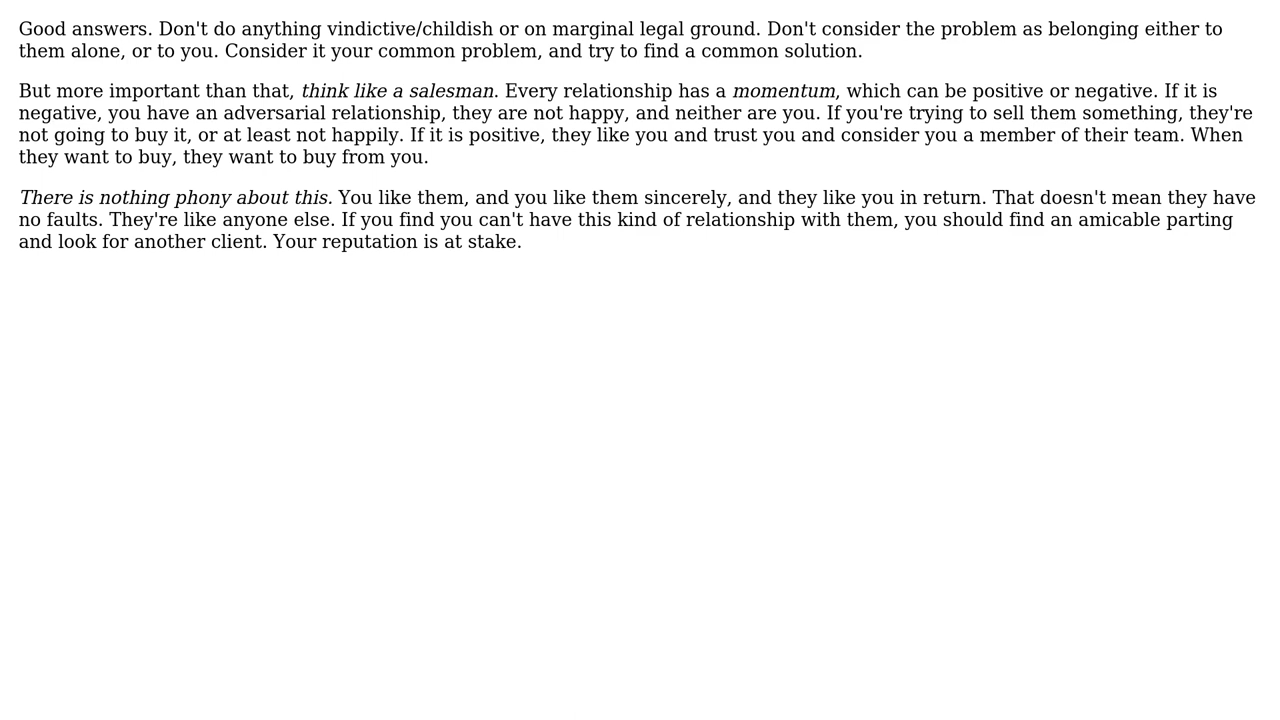 Good answers. Don't do anything vindictive/childish or on marginal legal ground. Don't consider the problem as belonging either to
them alone, or to you. Consider it your common problem, and try to find a common solution.
But more important than that, think like a salesman. Every relationship has a momentum, which can be positive or negative. If it is
negative, you have an adversarial relationship, they are not happy, and neither are you. If you're trying to sell them something, they're
not going to buy it, or at least not happily. If it is positive, they like you and trust you and consider you a member of their team. When
they want to buy, they want to buy from you.
There is nothing phony about this. You like them, and you like them sincerely, and they like you in return. That doesn't mean they have
no faults. They're like anyone else. If you find you can't have this kind of relationship with them, you should find an amicable parting
and look for another client. Your reputation is at stake.